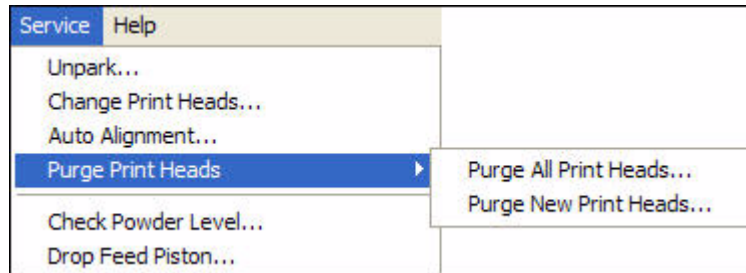 Service Help
Unpark...
Change Print Heads...
Auto Alignment...
Purge Print Heads
Purge All Print Heads...
Purge New Print Heads...
Check Powder Level...
Drop Feed Piston...